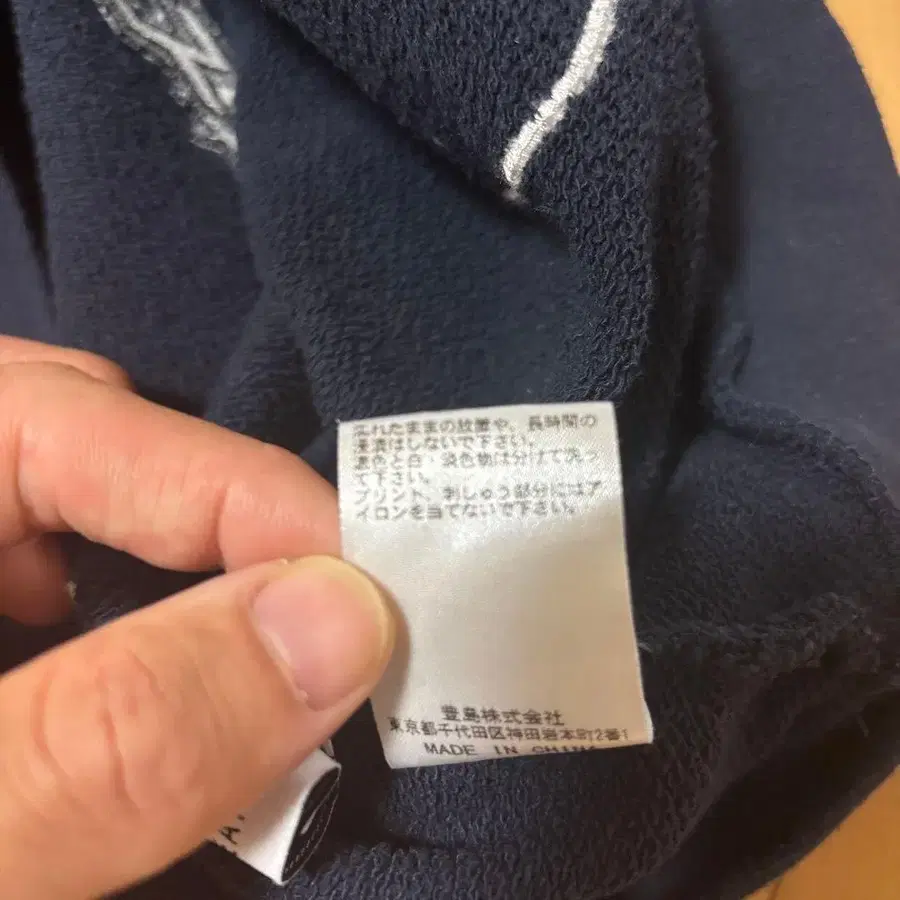 汚れたままの放置や、長時間の
浸漬はしないで下さい。
濃色と白、淡色物は分けて洗っ
て下さい。
プリント、刺しゅう部分にはア
イロンを当てないで下さい。
豊島株式会社
東京都千代田区神田岩本町2番1
MADE IN CHINA